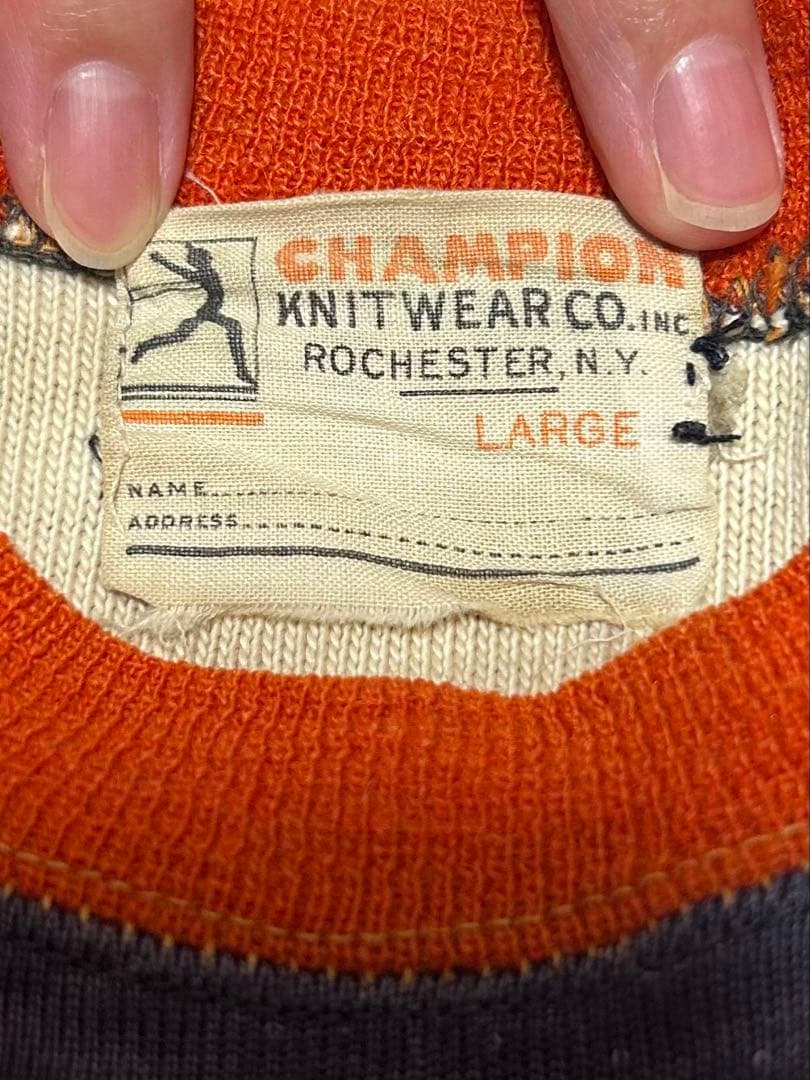 CHAMPION
KNITWEAR CO. INC.
ROCHESTER, N.Y.
LARGE
NAME
ADDRESS